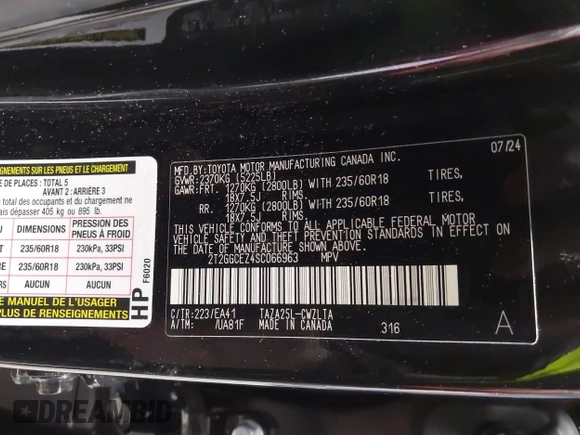 GNEMENTS SUR LES PNEUS ET LE CHARGEMENT
DE PLACES : TOTAL 5
AVANT 2 : ARRIÈRE 3
s total des occupants et du chargement ne
is dépasser 405 kg ou 895 lb.
DIMENSIONS
PRESSION DES
PNEUS À FROID
235/60R18
230kPa, 33PSI
235/60R18
230kPa, 33PSI
LE MANUEL DE L'USAGER
US DE RENSEIGNEMENTS
HP
F6020
MFD. BY: TOYOTA MOTOR MANUFACTURING CANADA INC. 07/24
GVWR: 2370KG (5225LB)
GAWR: FRT. 1270KG (2800LB) WITH 235/60R18 TIRES,
18X7.5J RIMS.
RR. 1270KG (2800LB) WITH 235/60R18 TIRES,
18X7.5J RIMS.
THIS VEHICLE CONFORMS TO ALL APPLICABLE FEDERAL MOTOR
VEHICLE SAFETY AND THEFT PREVENTION STANDARDS IN EFFECT
ON THE DATE OF MANUFACTURE SHOWN ABOVE.
2T2GGCEZ4SC066963 MPV
C/TR: 223/EA41 TAZA25L-CWZLTA
A/TM: /UA81F MADE IN CANADA 316 A
DREAMBID